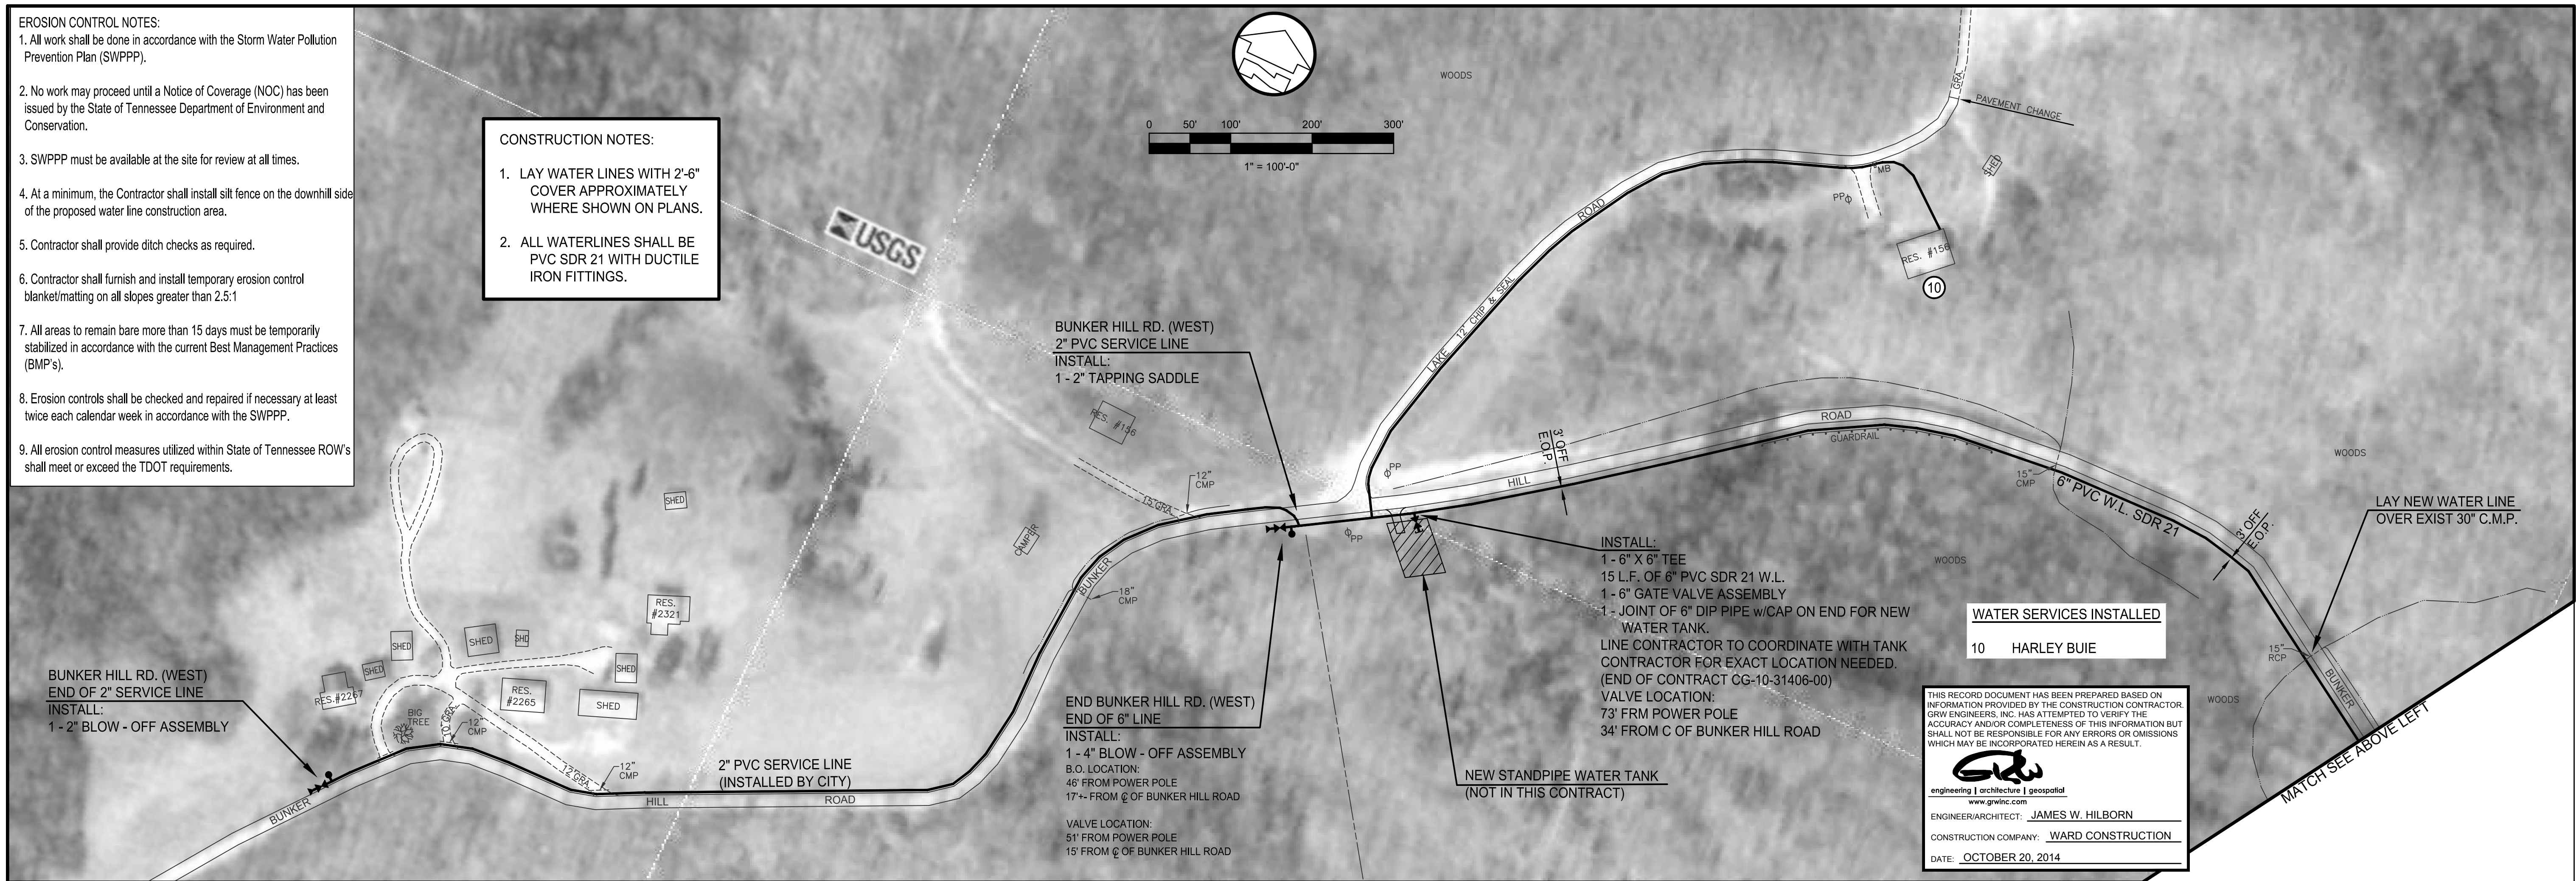 EROSION CONTROL NOTES:
1. All work shall be done in accordance with the Storm Water Pollution
Prevention Plan (SWPPP).
2. No work may proceed until a Notice of Coverage (NOC) has been
issued by the State of Tennessee Department of Environment and
Conservation.
3. SWPPP must be available at the site for review at all times.
4. At a minimum, the Contractor shall install silt fence on the downhill side
of the proposed water line construction area.
5. Contractor shall provide ditch checks as required.
6. Contractor shall furnish and install temporary erosion control
blanket/matting on all slopes greater than 2.5:1
7. All areas to remain bare more than 15 days must be temporarily
stabilized in accordance with the current Best Management Practices
(BMP's).
8. Erosion controls shall be checked and repaired if necessary at least
twice each calendar week in accordance with the SWPPP.
9. All erosion control measures utilized within State of Tennessee ROW's
shall meet or exceed the TDOT requirements.
CONSTRUCTION NOTES:
1. LAY WATER LINES WITH 2'-6"
COVER APPROXIMATELY
WHERE SHOWN ON PLANS.
2. ALL WATERLINES SHALL BE
PVC SDR 21 WITH DUCTILE
IRON FITTINGS.
USGS
0 50' 100' 200' 300'
1" = 100'-0"
WOODS
GRA.
PAVEMENT CHANGE
SHED
MB
PP
RES. #156
10
LAKE 12' CHIP & SEAL ROAD
BUNKER HILL RD. (WEST)
2" PVC SERVICE LINE
INSTALL:
1 - 2" TAPPING SADDLE
RES. #156
12"
CMP
15' GRA.
CAMPER
PP
PP
HILL
3' OFF
E.O.P.
ROAD
GUARDRAIL
15"
CMP
6" PVC W.L. SDR 21
3' OFF
E.O.P.
WOODS
LAY NEW WATER LINE
OVER EXIST 30" C.M.P.
WOODS
15"
RCP
BUNKER
WOODS
MATCH SEE ABOVE LEFT
INSTALL:
1 - 6" X 6" TEE
15 L.F. OF 6" PVC SDR 21 W.L.
1 - 6" GATE VALVE ASSEMBLY
1 - JOINT OF 6" DIP PIPE w/CAP ON END FOR NEW
WATER TANK.
LINE CONTRACTOR TO COORDINATE WITH TANK
CONTRACTOR FOR EXACT LOCATION NEEDED.
(END OF CONTRACT CG-10-31406-00)
VALVE LOCATION:
73' FRM POWER POLE
34' FROM C OF BUNKER HILL ROAD
NEW STANDPIPE WATER TANK
(NOT IN THIS CONTRACT)
END BUNKER HILL RD. (WEST)
END OF 6" LINE
INSTALL:
1 - 4" BLOW - OFF ASSEMBLY
B.O. LOCATION:
46' FROM POWER POLE
17'+- FROM ℄ OF BUNKER HILL ROAD
VALVE LOCATION:
51' FROM POWER POLE
15' FROM ℄ OF BUNKER HILL ROAD
BUNKER
18"
CMP
SHED
RES.
#2321
SHED
SHED
SHD
SHED
SHED
SHED
RES.
#2265
RES.#2267
BIG
TREE
10' GRA.
12"
CMP
12' GRA.
12"
CMP
2" PVC SERVICE LINE
(INSTALLED BY CITY)
HILL
ROAD
BUNKER
BUNKER HILL RD. (WEST)
END OF 2" SERVICE LINE
INSTALL:
1 - 2" BLOW - OFF ASSEMBLY
WATER SERVICES INSTALLED
10 HARLEY BUIE
THIS RECORD DOCUMENT HAS BEEN PREPARED BASED ON
INFORMATION PROVIDED BY THE CONSTRUCTION CONTRACTOR.
GRW ENGINEERS, INC. HAS ATTEMPTED TO VERIFY THE
ACCURACY AND/OR COMPLETENESS OF THIS INFORMATION BUT
SHALL NOT BE RESPONSIBLE FOR ANY ERRORS OR OMISSIONS
WHICH MAY BE INCORPORATED HEREIN AS A RESULT.
GRW
engineering | architecture | geospatial
www.grwinc.com
ENGINEER/ARCHITECT: JAMES W. HILBORN
CONSTRUCTION COMPANY: WARD CONSTRUCTION
DATE: OCTOBER 20, 2014